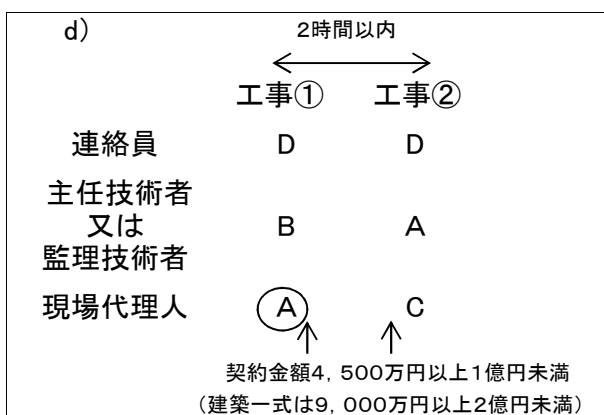 d)
2時間以内
工事① 工事②
連絡員 D D
主任技術者
又は
監理技術者
B A
現場代理人 A C
契約金額4,500万円以上1億円未満
(建築一式は9,000万円以上2億円未満)